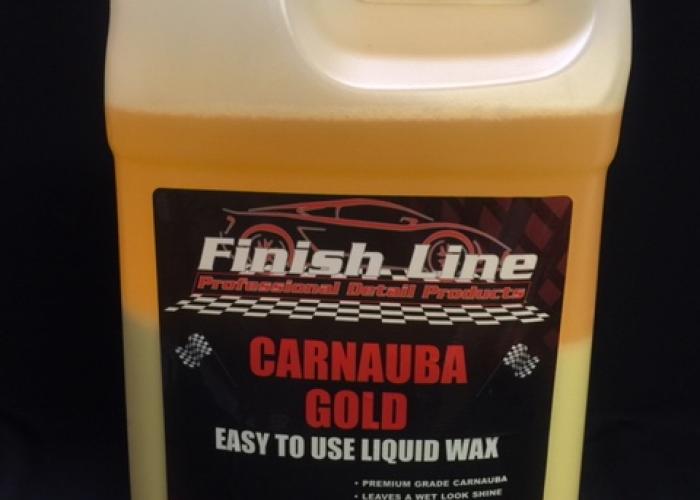 Finish Line
Professional Detail Products
CARNAUBA
GOLD
EASY TO USE LIQUID WAX
• PREMIUM GRADE CARNAUBA
• LEAVES A WET LOOK SHINE